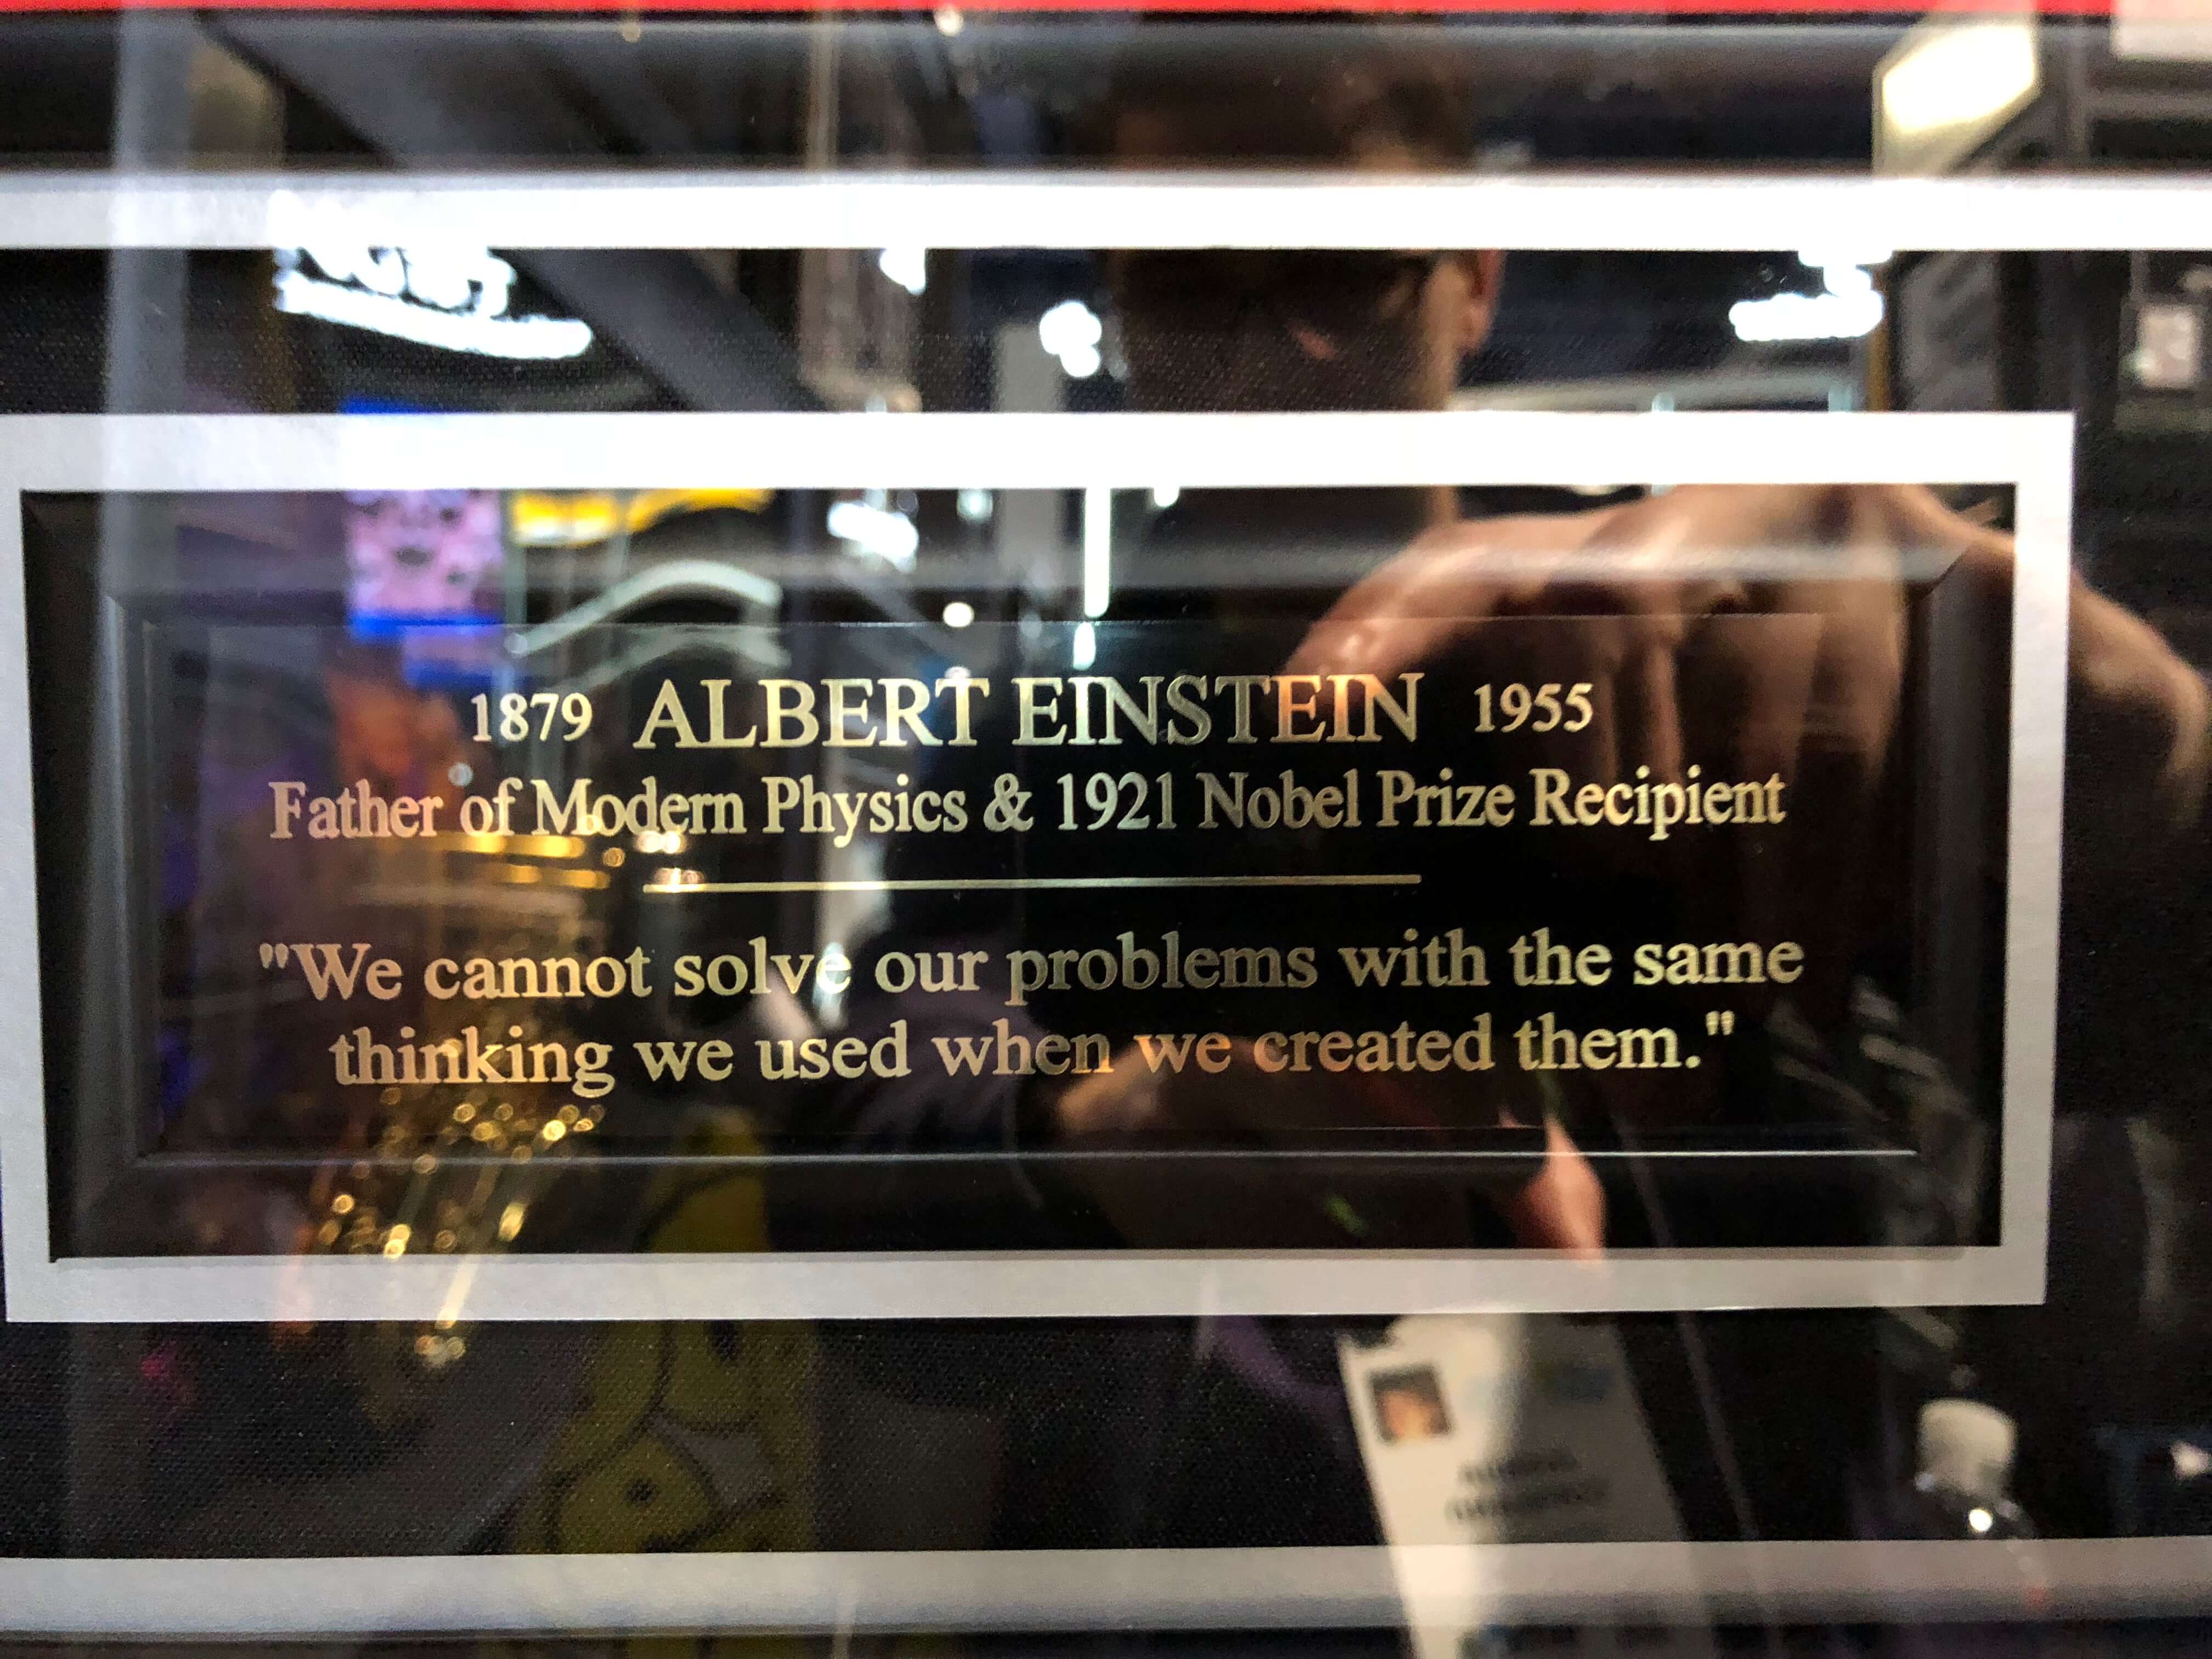 1879 ALBERT EINSTEIN 1955
Father of Modern Physics & 1921 Nobel Prize Recipient
"We cannot solve our problems with the same
thinking we used when we created them."